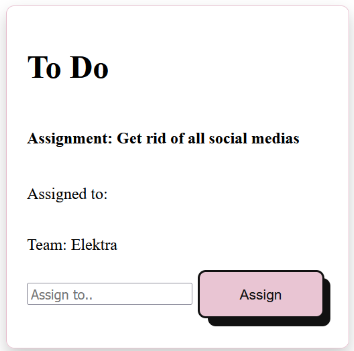 To Do
Assignment: Get rid of all social medias
Assigned to:
Team: Elektra
Assign to.. Assign